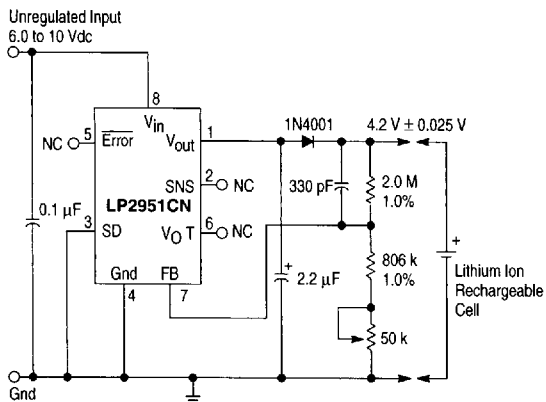 Unregulated Input
6.0 to 10 Vdc
8
Vin
5
NC
Error
Vout
1
1N4001
4.2 V ± 0.025 V
SNS
2
NC
330 pF
2.0 M
1.0%
0.1 µF
LP2951CN
3
SD
VO T
6
NC
806 k
1.0%
Gnd
FB
4
7
+
2.2 µF
+
Lithium Ion
Rechargeable
Cell
50 k
Gnd